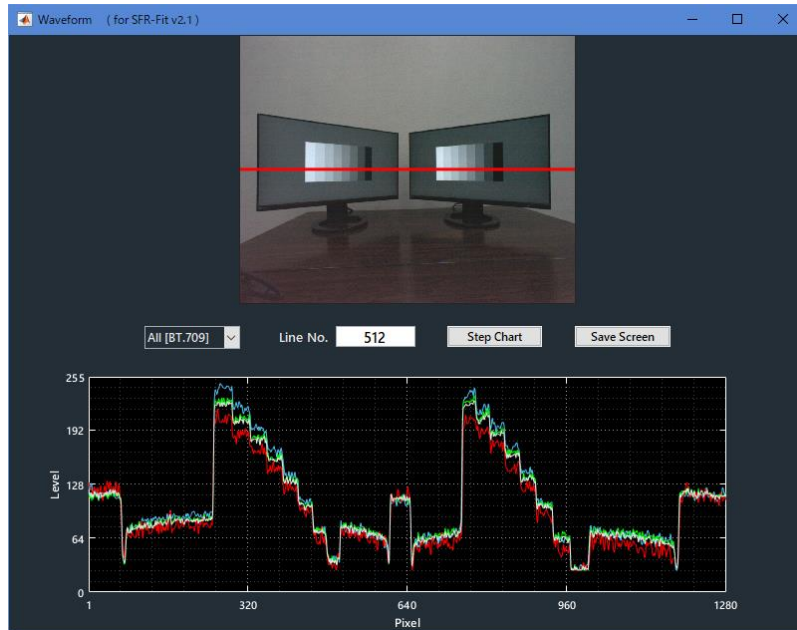 Waveform ( for SFR-Fit v2.1 )
All [BT.709]
Line No.
512
Step Chart
Save Screen
255
192
128
64
0
Level
1
320
640
960
1280
Pixel